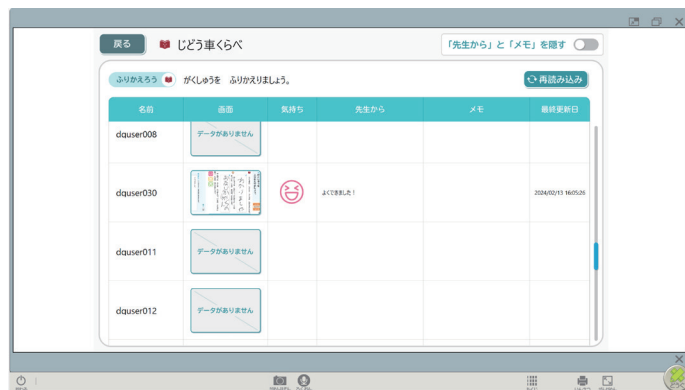 戻る
じどう車くらべ
「先生から」と「メモ」を隠す
ふりかえろう
がくしゅうを ふりかえりましょう。
再読み込み
名前 画面 気持ち 先生から メモ 最終更新日
dquser008 データがありません
dquser030 よくできました! 2024/02/13 16:05:26
dquser011 データがありません
dquser012 データがありません